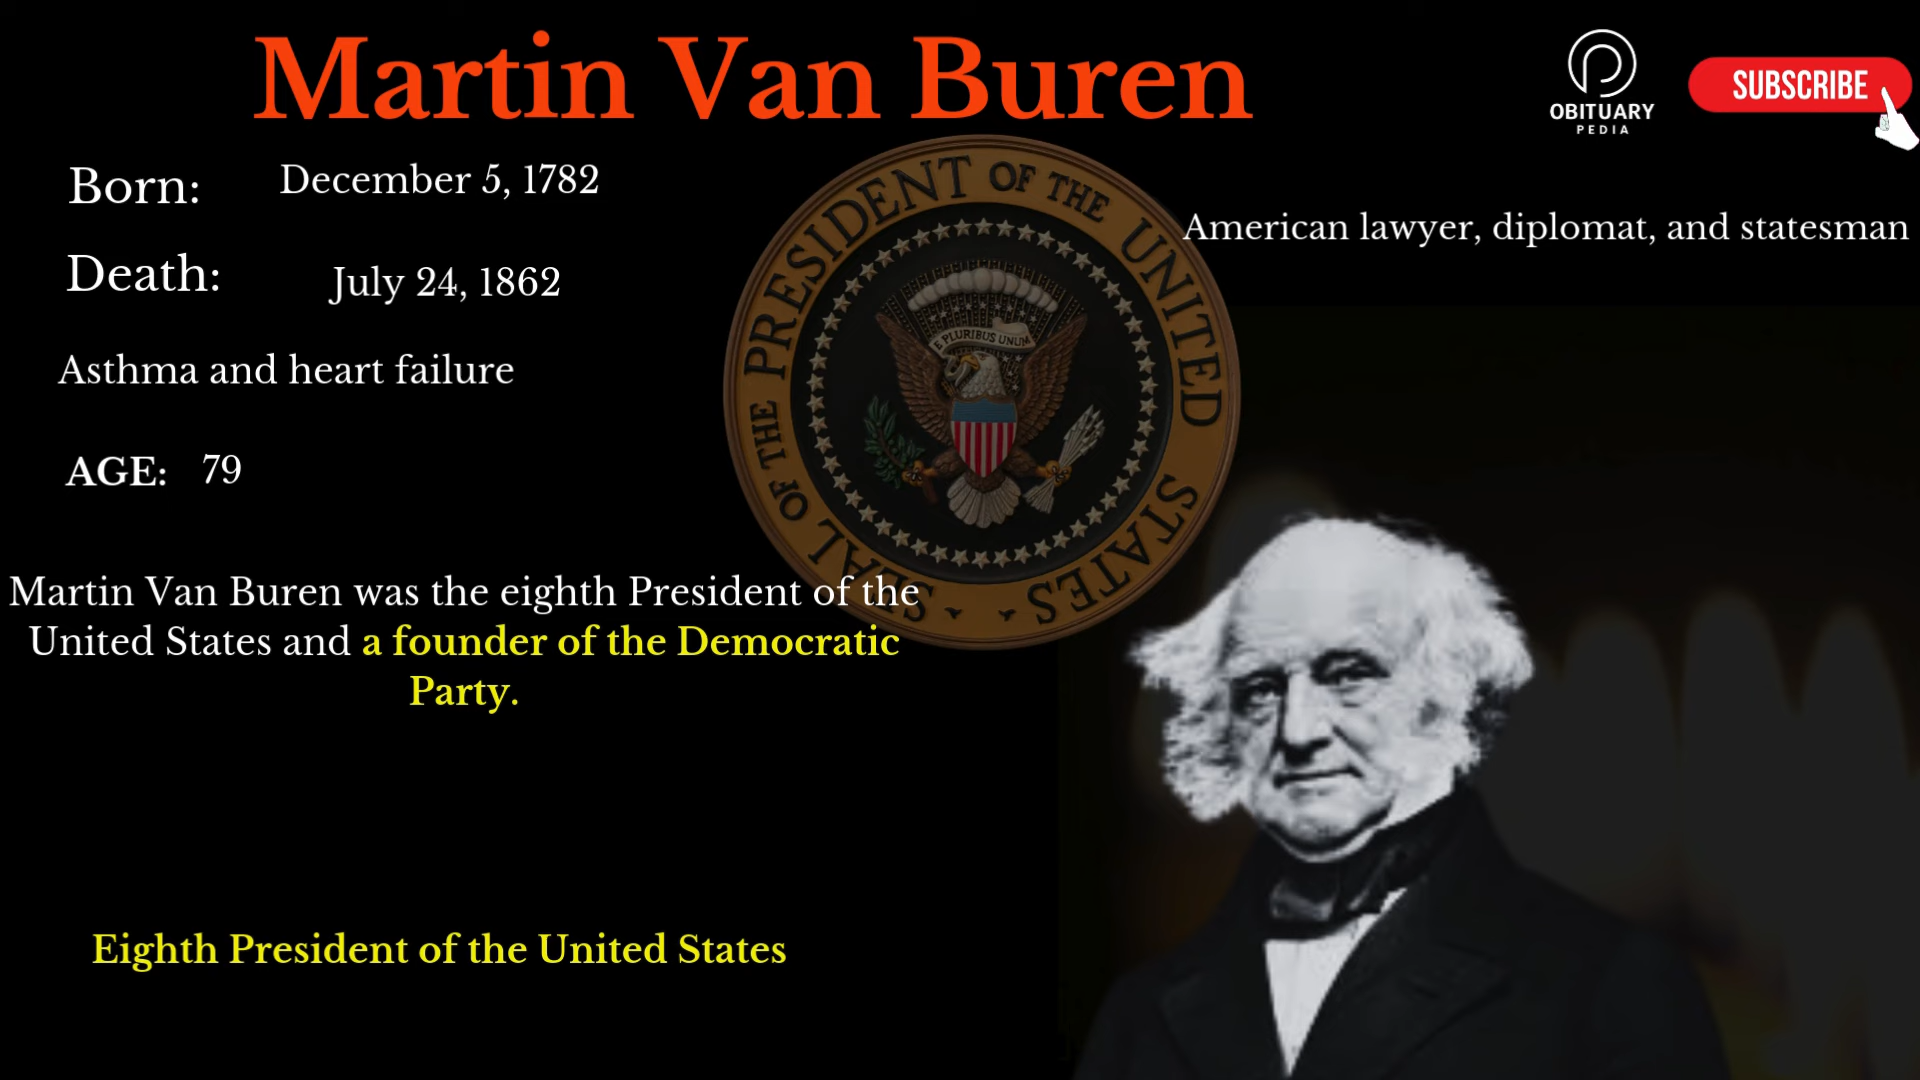 Martin Van Buren
OBITUARY
PEDIA
SUBSCRIBE
Born: December 5, 1782
American lawyer, diplomat, and statesman
Death: July 24, 1862
Asthma and heart failure
AGE: 79
SEAL OF THE PRESIDENT OF THE UNITED STATES
E PLURIBUS UNUM
Martin Van Buren was the eighth President of the
United States and a founder of the Democratic
Party.
Eighth President of the United States